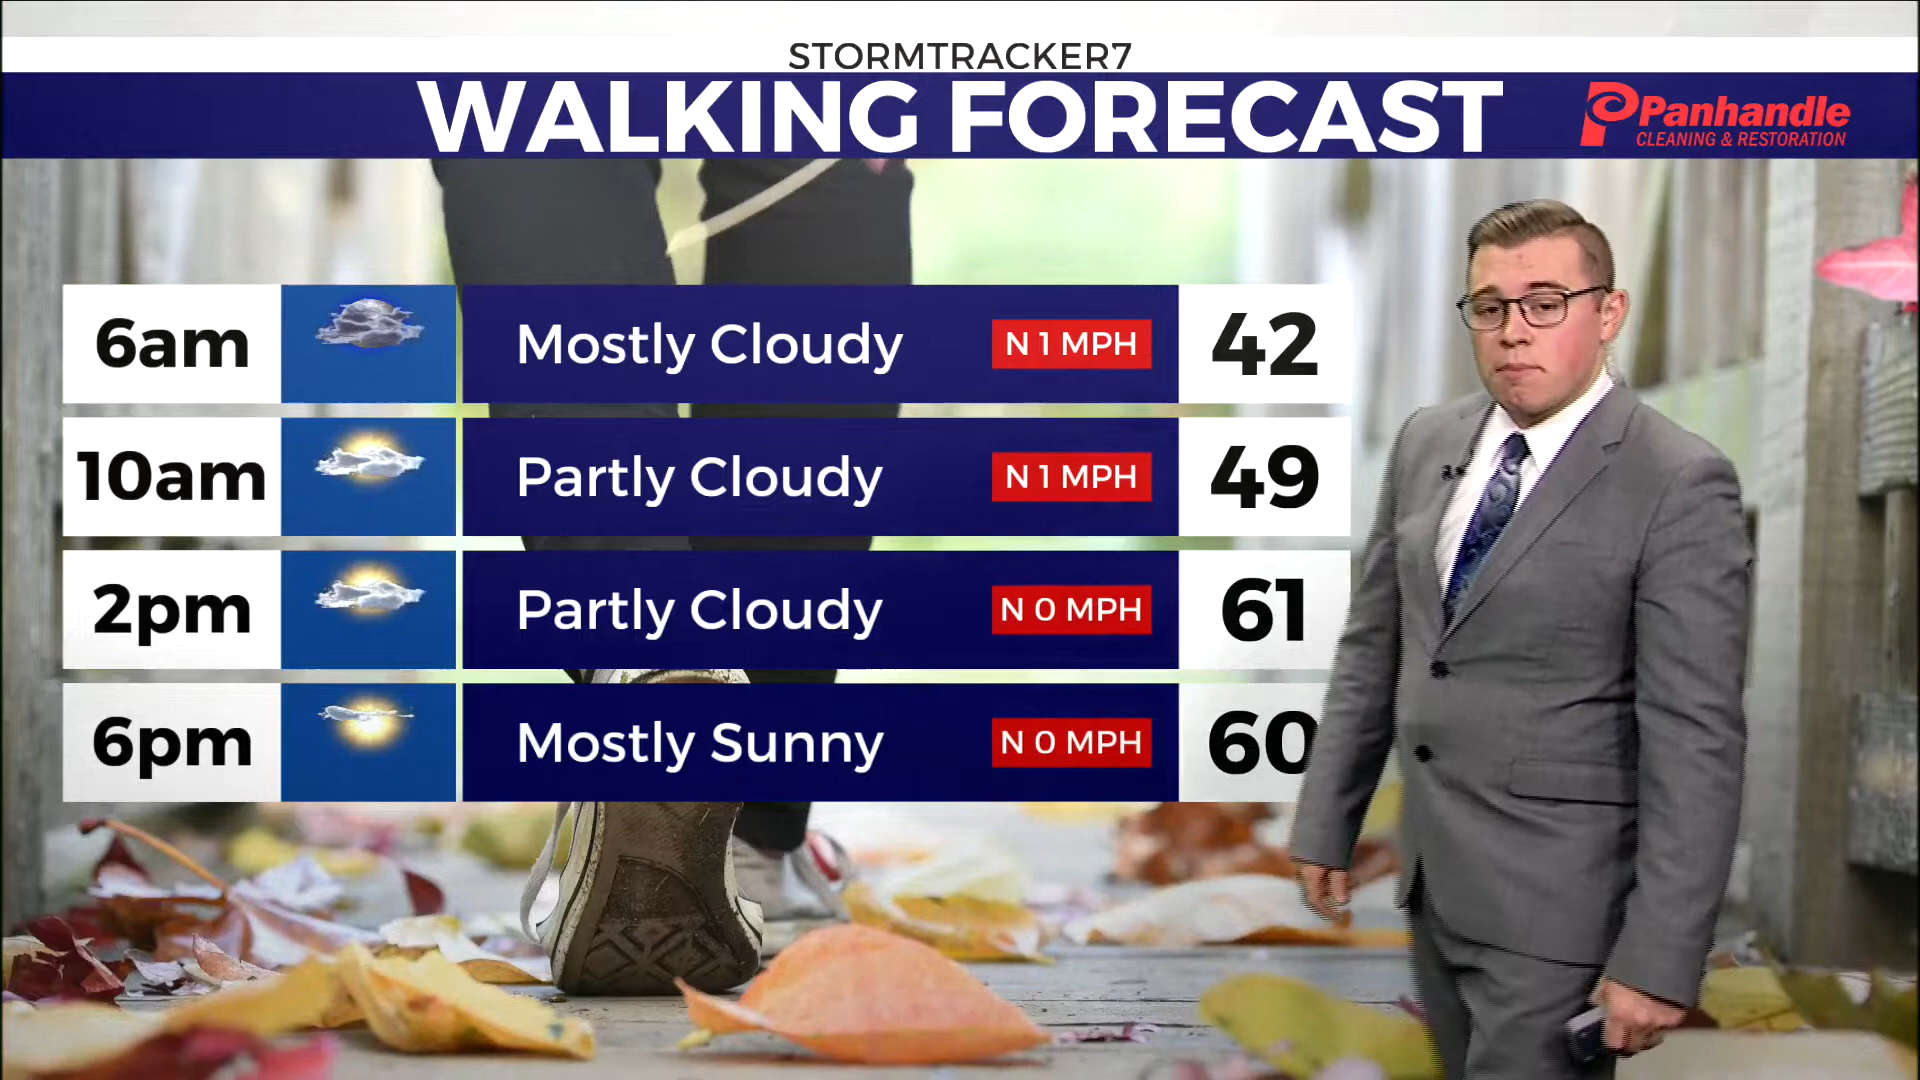 STORMTRACKER7
WALKING FORECAST
Panhandle
CLEANING & RESTORATION
6am Mostly Cloudy N 1 MPH 42
10am Partly Cloudy N 1 MPH 49
2pm Partly Cloudy N 0 MPH 61
6pm Mostly Sunny N 0 MPH 60